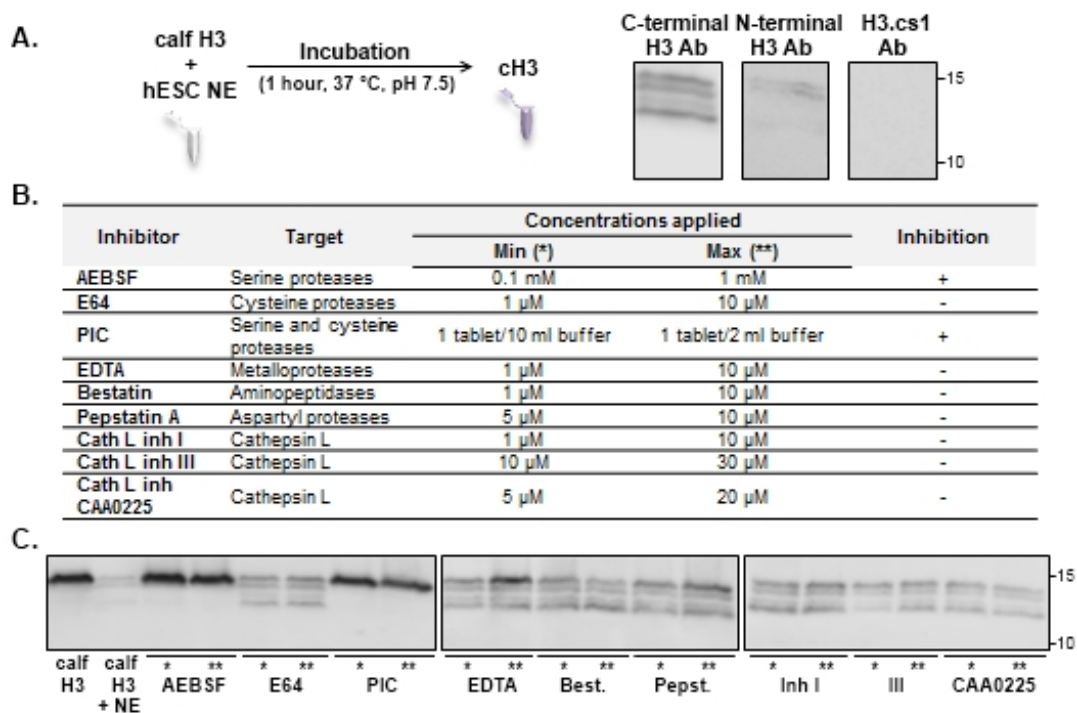 A.
calf H3
+
hESC NE
Incubation
(1 hour, 37 °C, pH 7.5)
cH3
C-terminal N-terminal H3.cs1
H3 Ab H3 Ab Ab
15
10
B.
Inhibitor Target Concentrations applied Inhibition
Min (*) Max (**)
AEBSF Serine proteases 0.1 mM 1 mM +
E64 Cysteine proteases 1 µM 10 µM -
PIC Serine and cysteine proteases 1 tablet/10 ml buffer 1 tablet/2 ml buffer +
EDTA Metalloproteases 1 µM 10 µM -
Bestatin Aminopeptidases 1 µM 10 µM -
Pepstatin A Aspartyl proteases 5 µM 10 µM -
Cath L inh I Cathepsin L 1 µM 10 µM -
Cath L inh III Cathepsin L 10 µM 30 µM -
Cath L inh CAA0225 Cathepsin L 5 µM 20 µM -
C.
15
10
* ** * ** * ** * ** * ** * ** * ** * ** * **
calf H3 calf H3 + NE AEBSF E64 PIC EDTA Best. Pepst. Inh I III CAA0225